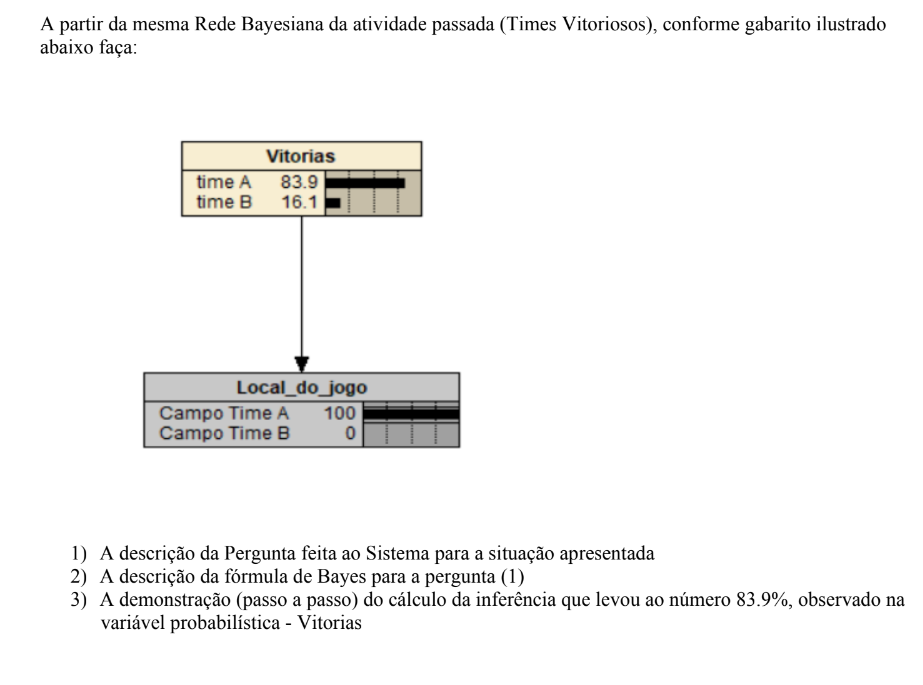 A partir da mesma Rede Bayesiana da atividade passada (Times Vitoriosos), conforme gabarito ilustrado
abaixo faça:
Vitorias
time A 83.9
time B 16.1
Local_do_jogo
Campo Time A 100
Campo Time B 0
1) A descrição da Pergunta feita ao Sistema para a situação apresentada
2) A descrição da fórmula de Bayes para a pergunta (1)
3) A demonstração (passo a passo) do cálculo da inferência que levou ao número 83.9%, observado na
variável probabilística - Vitorias